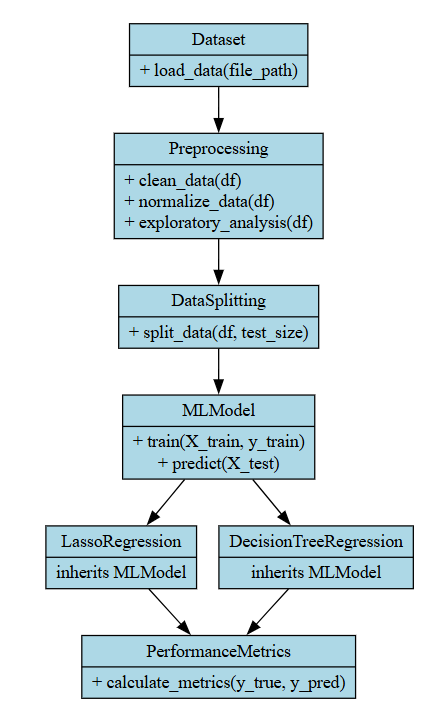 Dataset
+ load_data(file_path)
Preprocessing
+ clean_data(df)
+ normalize_data(df)
+ exploratory_analysis(df)
DataSplitting
+ split_data(df, test_size)
MLModel
+ train(X_train, y_train)
+ predict(X_test)
LassoRegression
inherits MLModel
DecisionTreeRegression
inherits MLModel
PerformanceMetrics
+ calculate_metrics(y_true, y_pred)